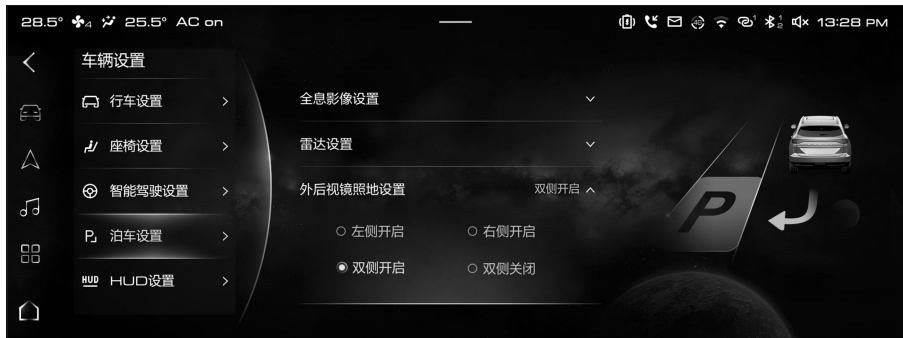 28.5° 4 25.5° AC on
4G 1 1 2 13:28 PM
车辆设置
行车设置
座椅设置
智能驾驶设置
P 泊车设置
HUD HUD设置
全息影像设置
雷达设置
外后视镜照地设置 双侧开启
左侧开启 右侧开启
双侧开启 双侧关闭
P